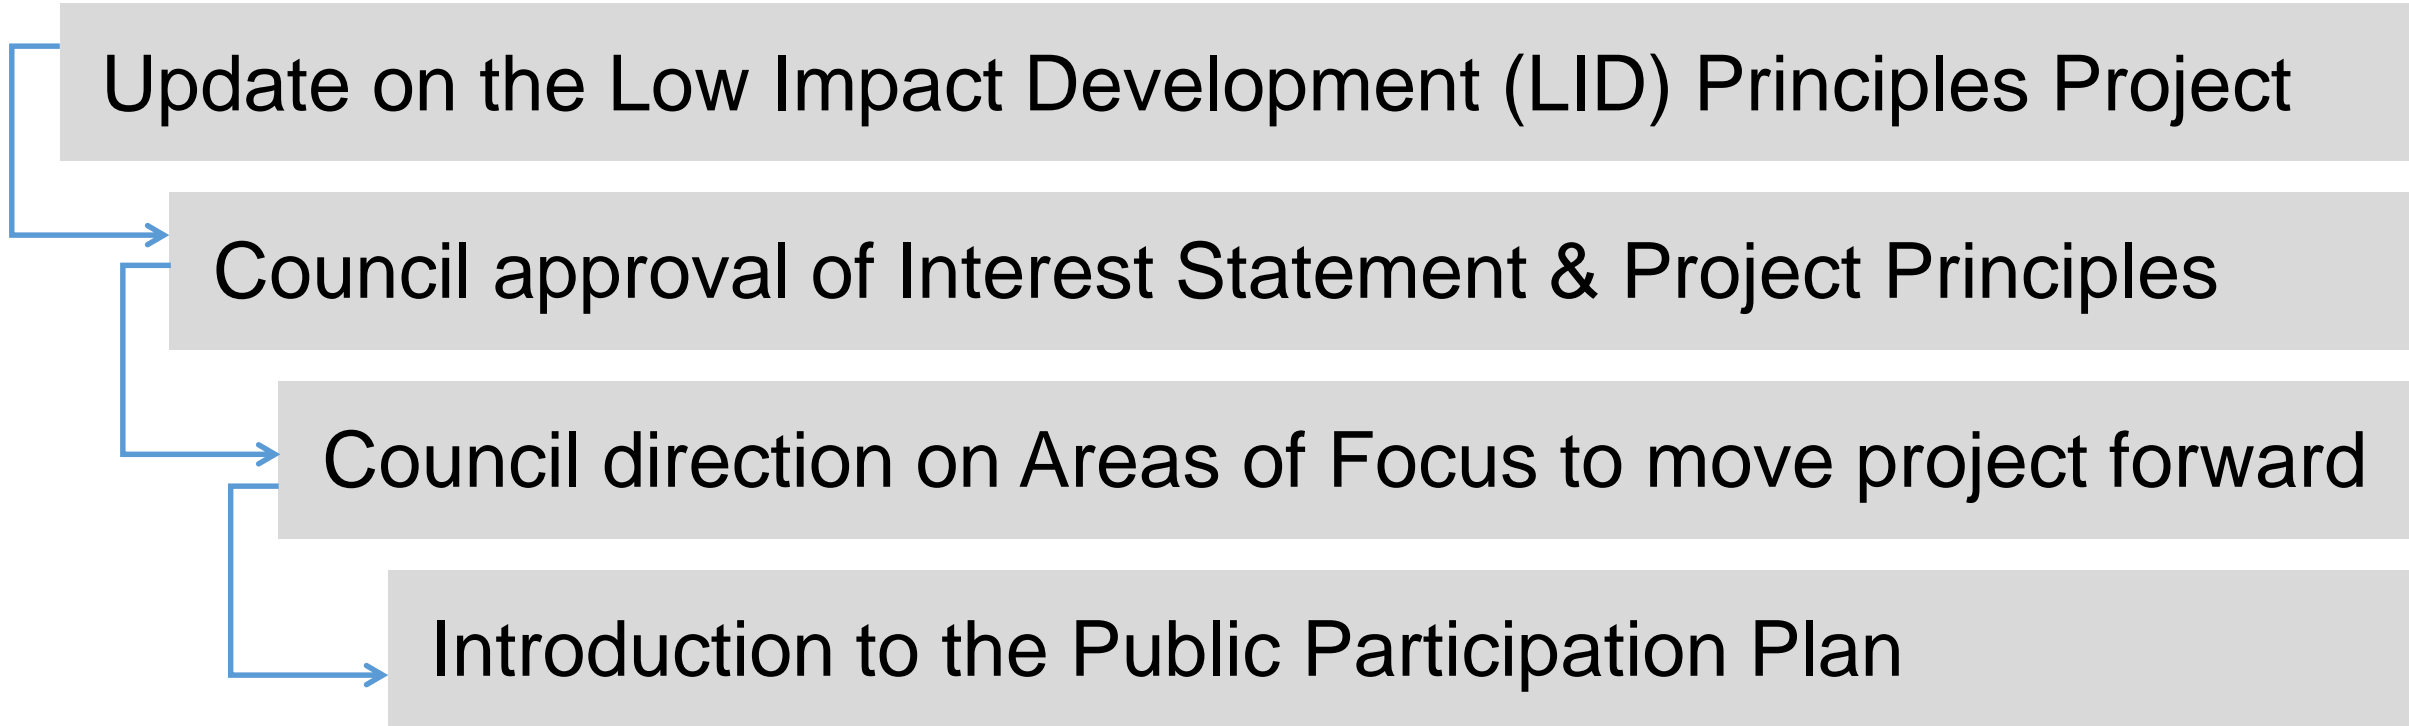 Update on the Low Impact Development (LID) Principles Project
Council approval of Interest Statement & Project Principles
Council direction on Areas of Focus to move project forward
Introduction to the Public Participation Plan